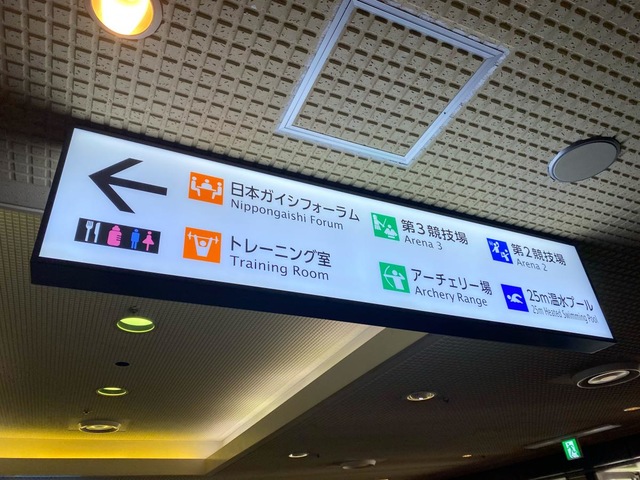 日本ガイシフォーラム
Nippongaishi Forum
トレーニング室
Training Room
第3競技場
Arena 3
アーチェリー場
Archery Range
第2競技場
Arena 2
25m温水プール
25m Heated Swimming Pool